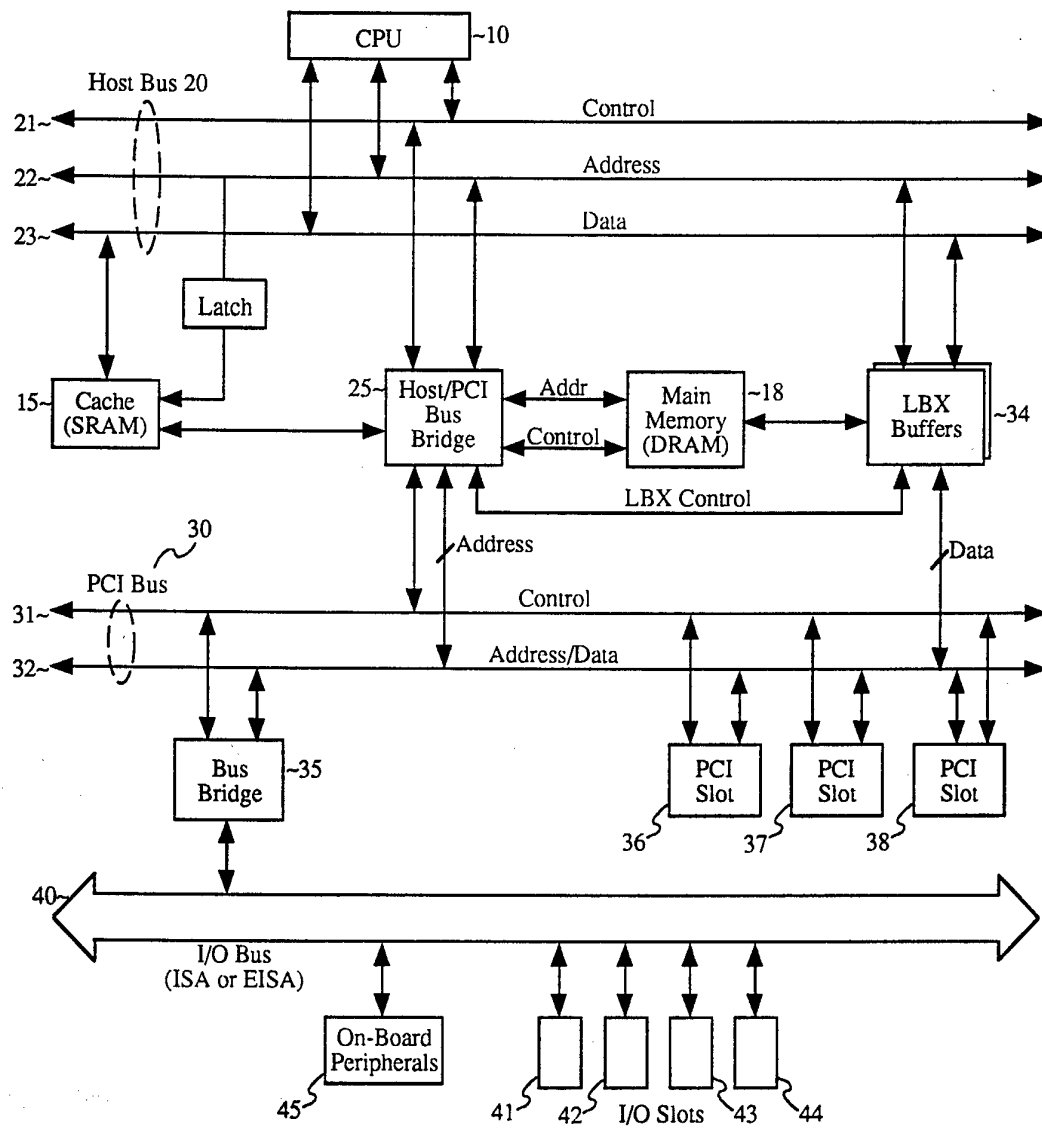 CPU
~10
Host Bus 20
21~
Control
22~
Address
23~
Data
Latch
15~
Cache
(SRAM)
25~
Host/PCI
Bus
Bridge
Addr
Control
Main
Memory
(DRAM)
~18
LBX
Buffers
~34
LBX Control
Address
Data
30
PCI Bus
31~
Control
32~
Address/Data
Bus
Bridge
~35
PCI
Slot
36
PCI
Slot
37
PCI
Slot
38
40
I/O Bus
(ISA or EISA)
On-Board
Peripherals
45
41
42
I/O Slots
43
44